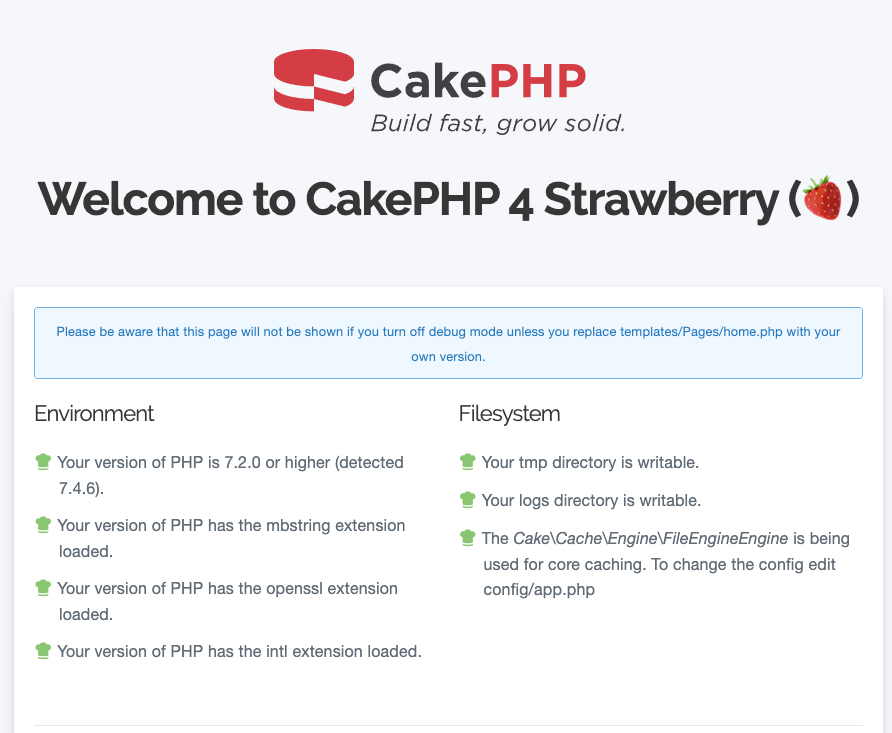 CakePHP
Build fast, grow solid.
Welcome to CakePHP 4 Strawberry (🍓)
Please be aware that this page will not be shown if you turn off debug mode unless you replace templates/Pages/home.php with your
own version.
Environment
Your version of PHP is 7.2.0 or higher (detected
7.4.6).
Your version of PHP has the mbstring extension
loaded.
Your version of PHP has the openssl extension
loaded.
Your version of PHP has the intl extension loaded.
Filesystem
Your tmp directory is writable.
Your logs directory is writable.
The Cake\Cache\Engine\FileEngineEngine is being
used for core caching. To change the config edit
config/app.php